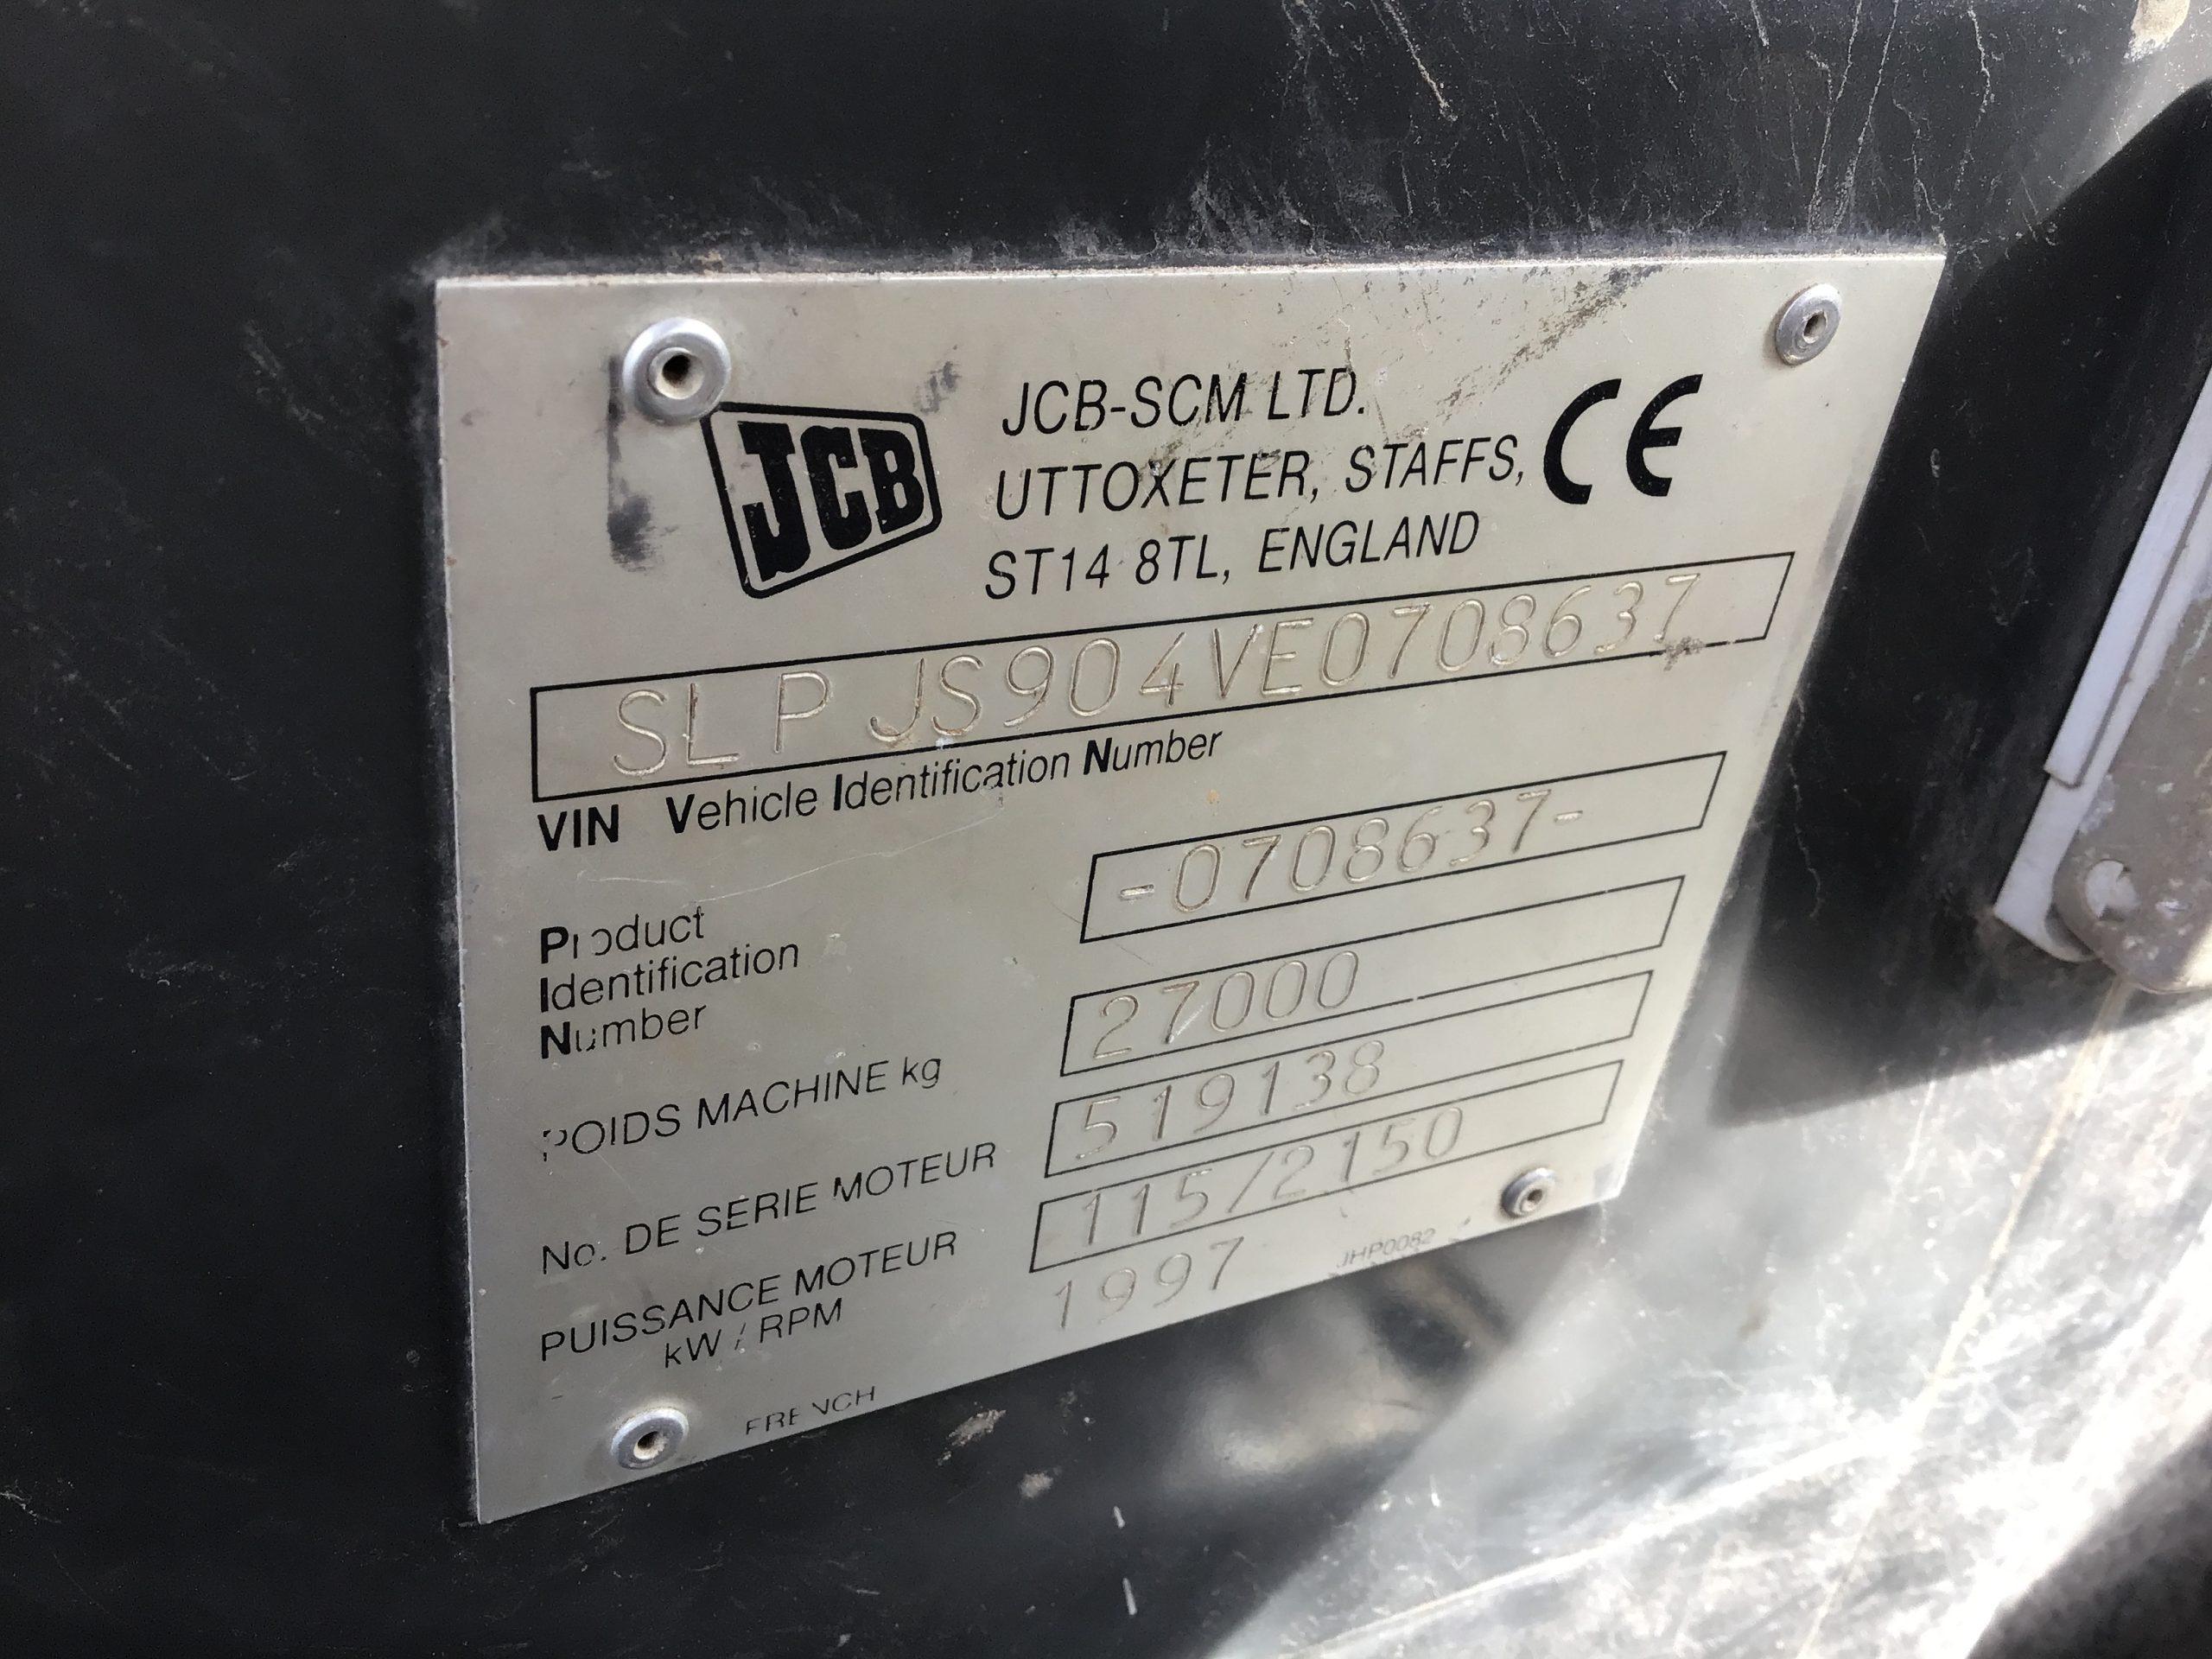 JCB
JCB-SCM LTD.
UTTOXETER, STAFFS,
ST14 8TL, ENGLAND
CE
SLP JS904VE0708637
VIN Vehicle Identification Number
Product
Identification
Number
-0708637-
POIDS MACHINE kg
27000
No. DE SERIE MOTEUR
519138
PUISSANCE MOTEUR
kW / RPM
115/2150
1997
JHP0082
FRENCH